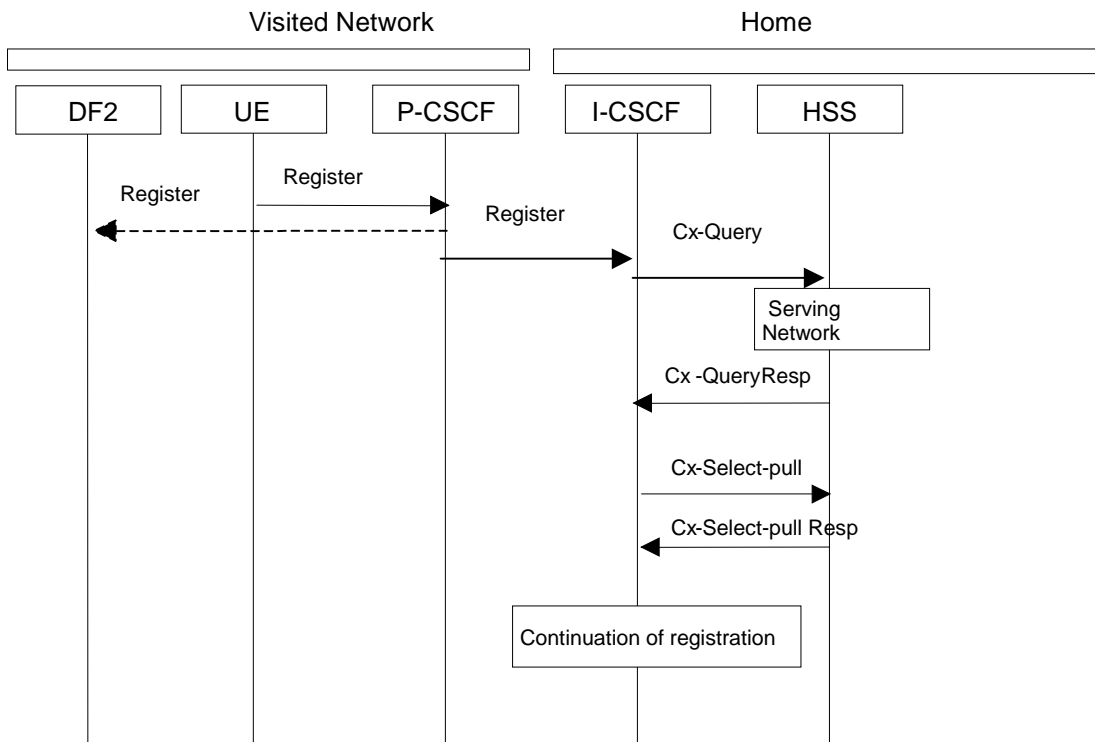 Visited Network
Home
DF2
UE
P-CSCF
I-CSCF
HSS
Register
Register
Register
Cx-Query
Serving
Network
Cx -QueryResp
Cx-Select-pull
Cx-Select-pull Resp
Continuation of registration